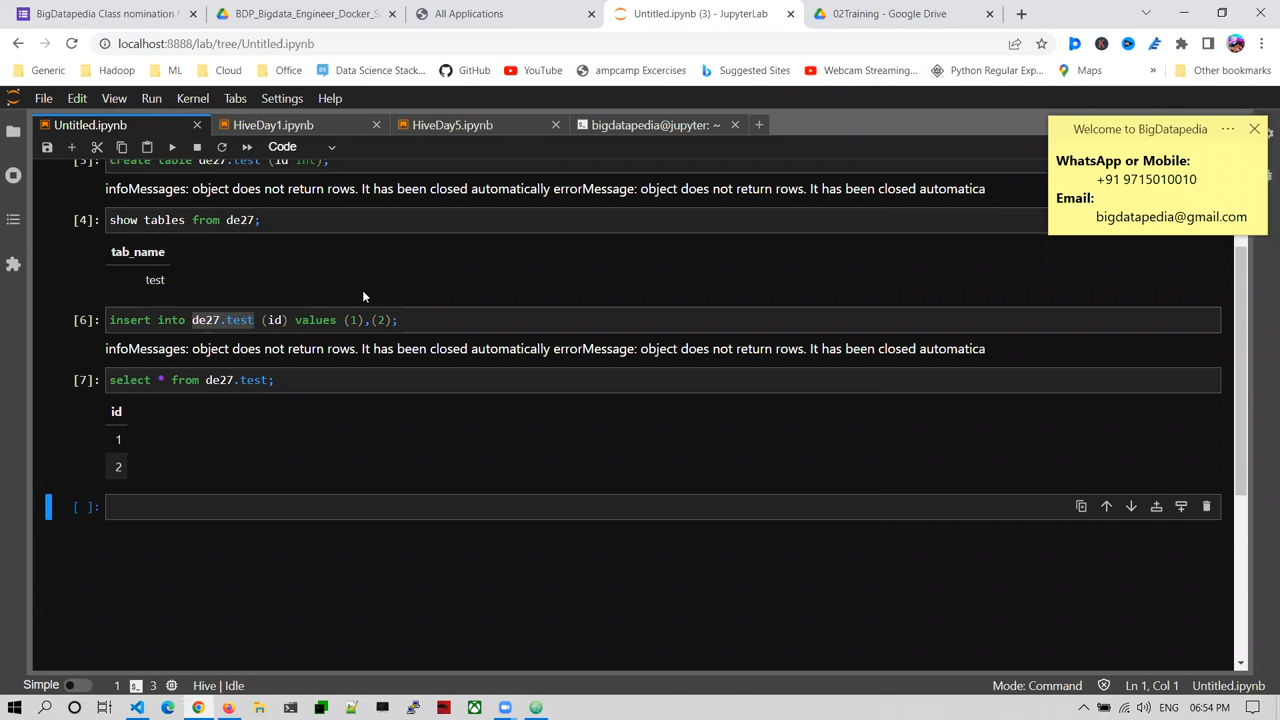 BigDatapedia Class nomination f
BDP_Bigdata_Engineer_Docker_S
All Applications
Untitled.ipynb (3) - JupyterLab
02Training - Google Drive
localhost:8888/lab/tree/Untitled.ipynb
Generic
Hadoop
ML
Cloud
Office
Data Science Stack...
GitHub
YouTube
ampcamp Excercises
Suggested Sites
Webcam Streaming...
Python Regular Exp...
Maps
»
Other bookmarks
File Edit View Run Kernel Tabs Settings Help
Untitled.ipynb
HiveDay1.ipynb
HiveDay5.ipynb
bigdatapedia@jupyter: ~
Code
Welcome to BigDatapedia
WhatsApp or Mobile:
+91 9715010010
Email:
bigdatapedia@gmail.com
create table de27.test (id int);
infoMessages: object does not return rows. It has been closed automatically errorMessage: object does not return rows. It has been closed automatica
[4]: show tables from de27;
tab_name
test
[6]: insert into de27.test (id) values (1),(2);
infoMessages: object does not return rows. It has been closed automatically errorMessage: object does not return rows. It has been closed automatica
[7]: select * from de27.test;
id
1
2
[ ]:
Simple 1 3 Hive | Idle
Mode: Command Ln 1, Col 1 Untitled.ipynb
ENG 06:54 PM